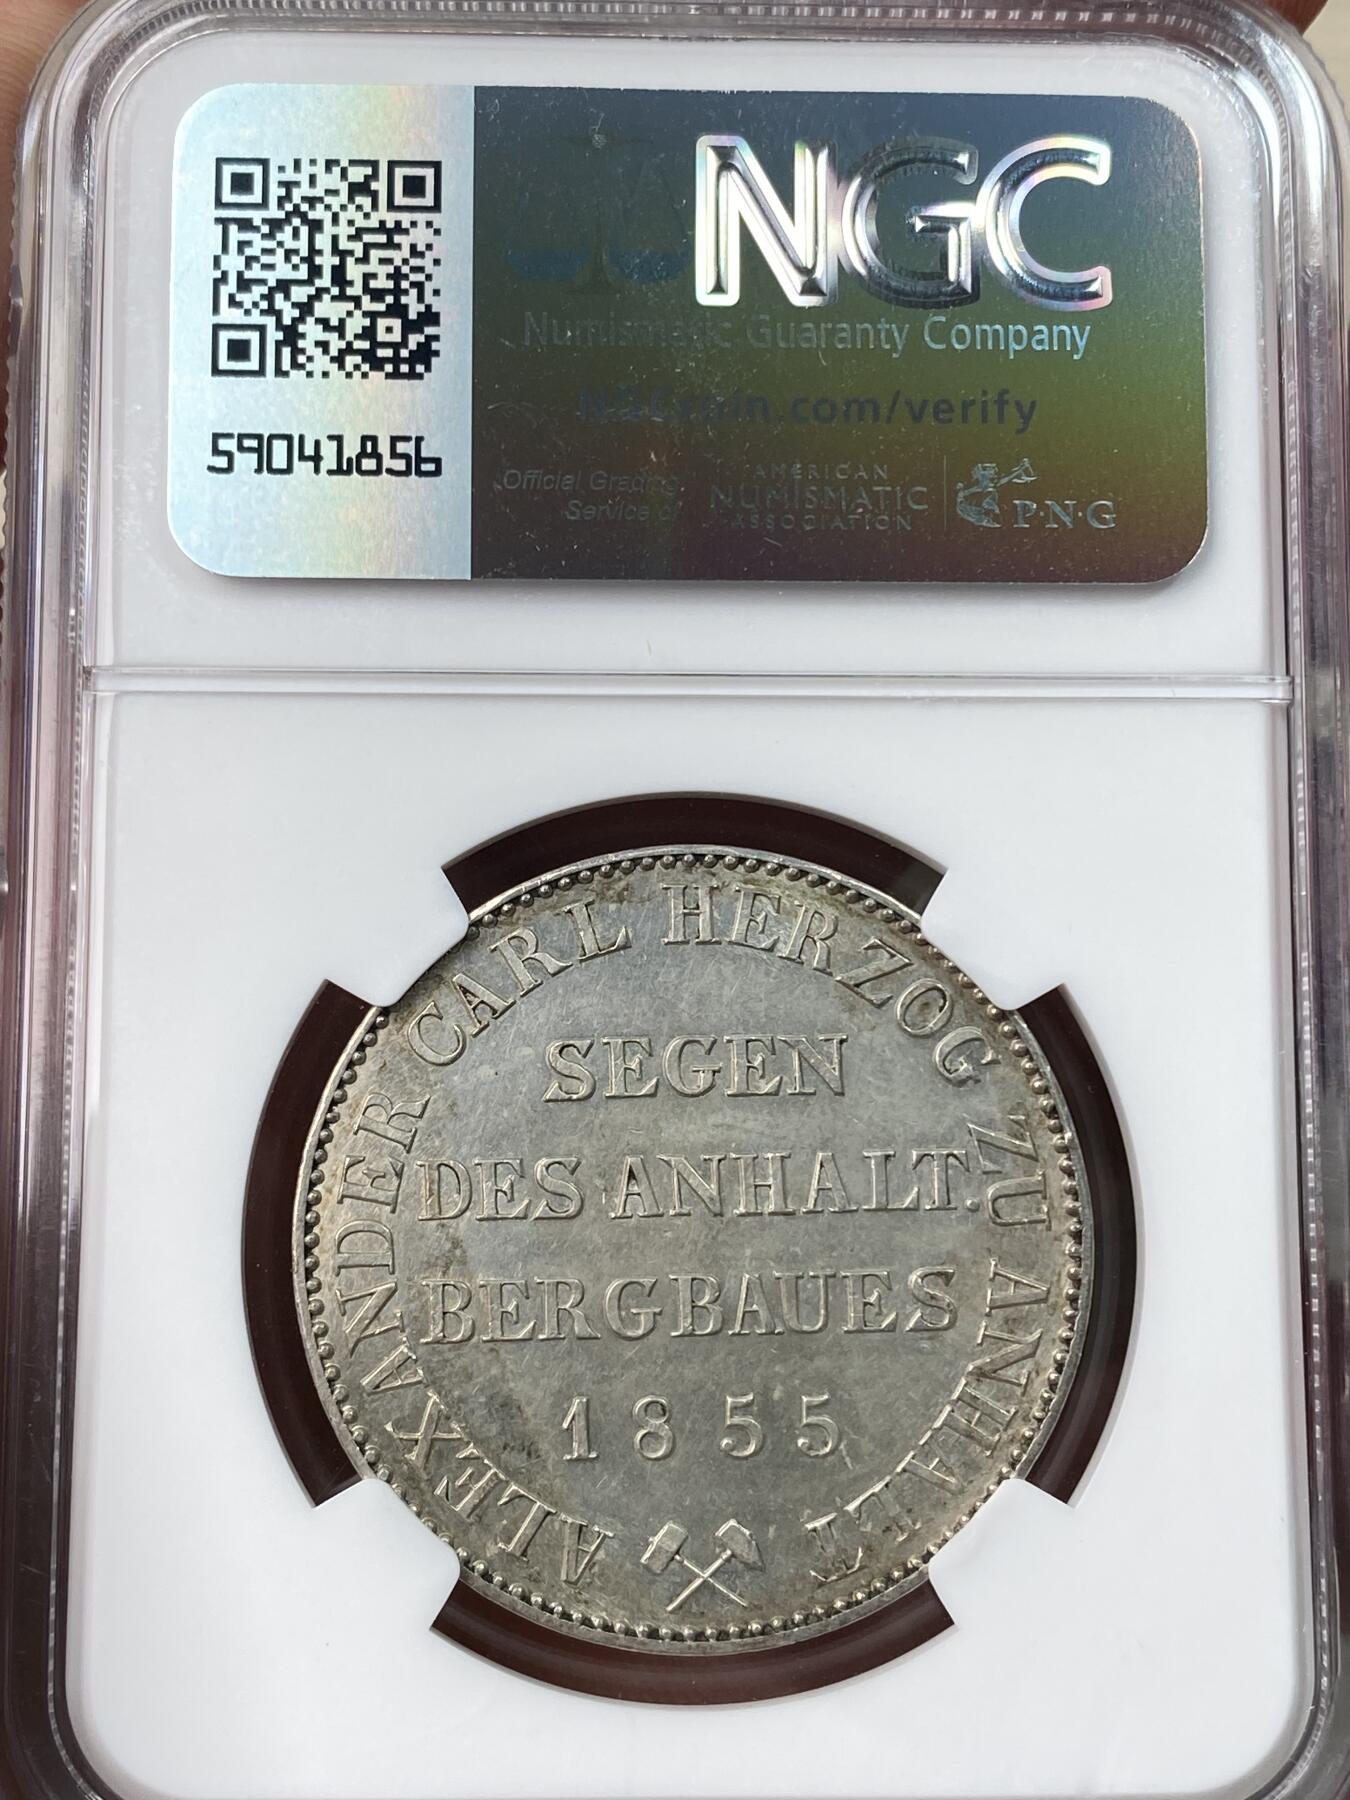 NGC
Numismatic Guaranty Company
NGCcoin.com/verify
59041856
Official Grading
Service of
AMERICAN
NUMISMATIC
ASSOCIATION
P·N·G
ALEXANDER CARL HERZOG ZU ANHALT
SEGEN
DES ANHALT.
BERGBAUES
1855